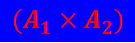 (A₁ × A₂)